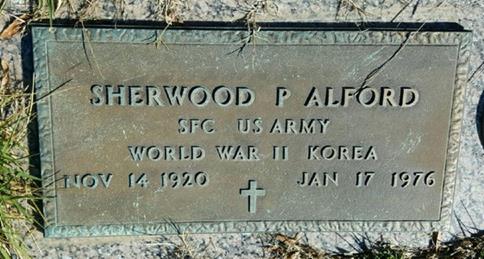 SHERWOOD P ALFORD
SFC US ARMY
WORLD WAR II KOREA
NOV 14 1920 JAN 17 1976